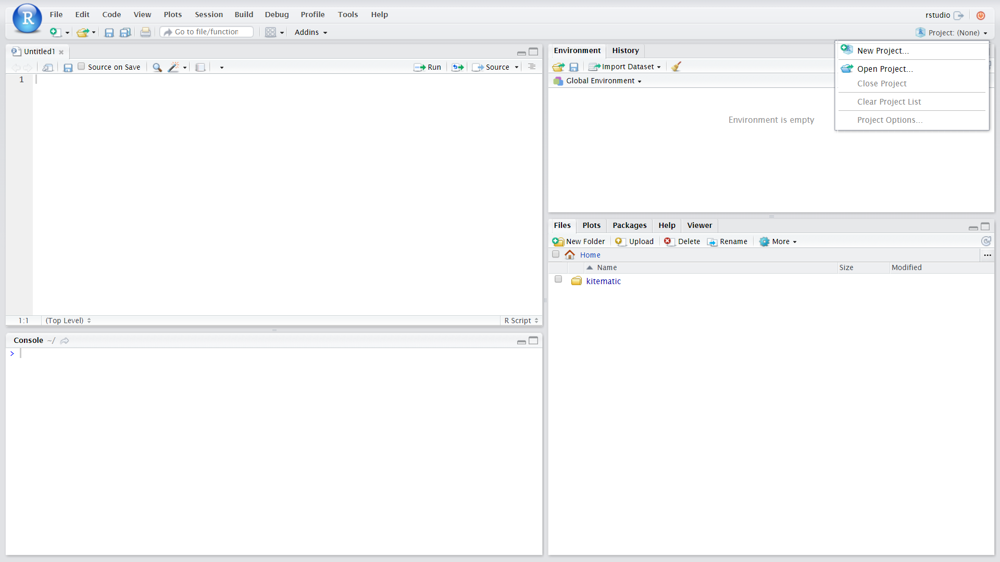 R File Edit Code View Plots Session Build Debug Profile Tools Help rstudio
Go to file/function Addins Project: (None)
Untitled1
Source on Save Run Source
1
1:1 (Top Level) R Script
Console ~/
>
Environment History
Import Dataset
Global Environment
Environment is empty
New Project...
Open Project...
Close Project
Clear Project List
Project Options...
Files Plots Packages Help Viewer
New Folder Upload Delete Rename More
Home ...
Name Size Modified
kitematic